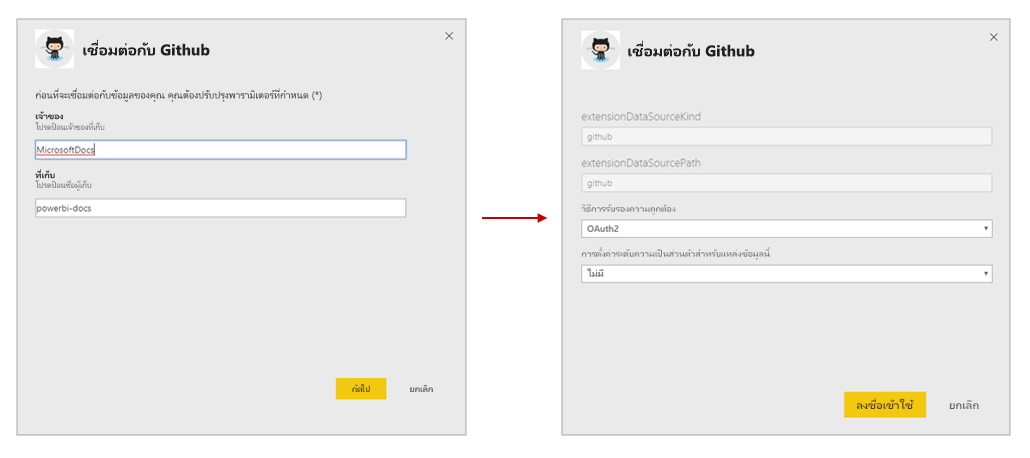 เชื่อมต่อกับ Github
ก่อนที่จะเชื่อมต่อกับข้อมูลของคุณ คุณต้องปรับปรุงพารามิเตอร์ที่กำหนด (*)
เจ้าของ
โปรดป้อนเจ้าของที่เก็บ
MicrosoftDocs
ที่เก็บ
โปรดป้อนชื่อผู้เก็บ
powerbi-docs
ถัดไป
ยกเลิก
เชื่อมต่อกับ Github
extensionDataSourceKind
github
extensionDataSourcePath
github
วิธีการรับรองความถูกต้อง
OAuth2
การตั้งค่าระดับความเป็นส่วนตัวสำหรับแหล่งข้อมูลนี้
ไม่มี
ลงชื่อเข้าใช้
ยกเลิก